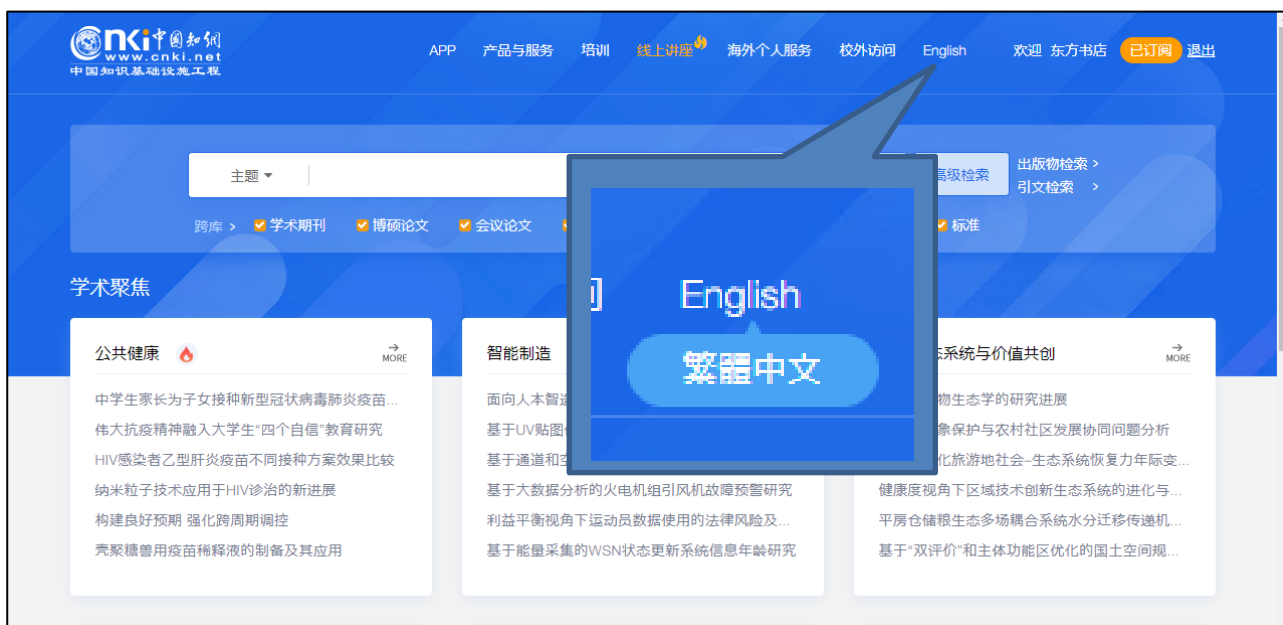 cnki中国知网
www.cnki.net
中国知识基础设施工程
APP 产品与服务 培训 线上讲座 海外个人服务 校外访问 English 欢迎 东方书店 已订阅 退出
主题
高级检索
出版物检索 >
引文检索 >
跨库 > 学术期刊 博硕论文 会议论文 标准
English
繁體中文
学术聚焦
公共健康 MORE
中学生家长为子女接种新型冠状病毒肺炎疫苗...
伟大抗疫精神融入大学生“四个自信”教育研究
HIV感染者乙型肝炎疫苗不同接种方案效果比较
纳米粒子技术应用于HIV诊治的新进展
构建良好预期 强化跨周期调控
壳聚糖兽用疫苗稀释液的制备及其应用
智能制造
面向人本智
基于UV贴图
基于通道和
基于大数据分析的火电机组引风机故障预警研究
利益平衡视角下运动员数据使用的法律风险及...
基于能量采集的WSN状态更新系统信息年龄研究
系统与价值共创 MORE
物生态学的研究进展
象保护与农村社区发展协同问题分析
化旅游地社会–生态系统恢复力年际变...
健康度视角下区域技术创新生态系统的进化与...
平房仓储粮生态多场耦合系统水分迁移传递机...
基于“双评价”和主体功能区优化的国土空间规...